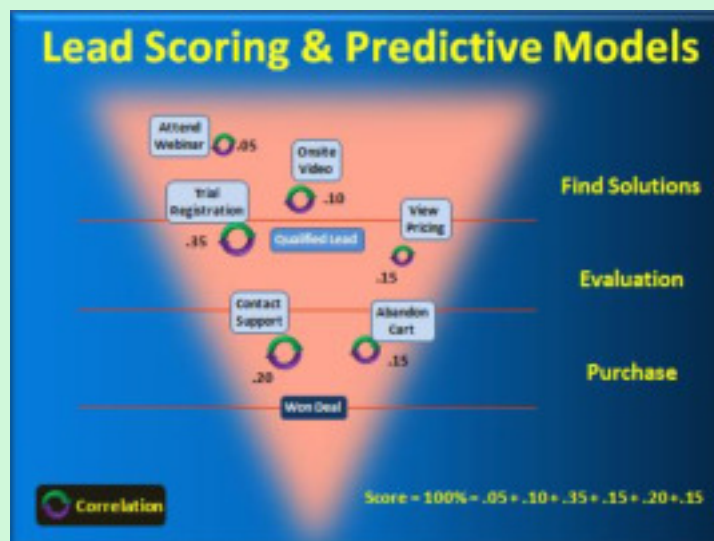 Lead Scoring & Predictive Models
Attend
Webinar
.05
Onsite
Video
.10
Find Solutions
Trial
Registration
.35
Qualified Lead
View
Pricing
.15
Evaluation
Contact
Support
.20
Abandon
Cart
.15
Purchase
Won Deal
Correlation
Score = 100% = .05 + .10 + .35 + .15 + .20 + .15